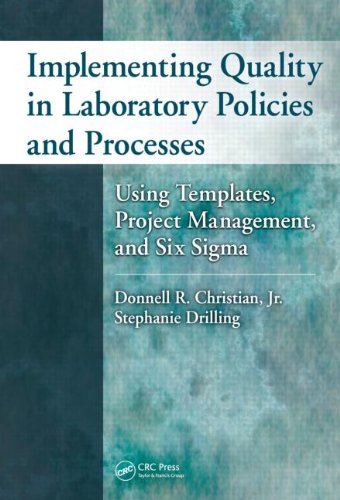 Implementing Quality
in Laboratory Policies
and Processes
Using Templates,
Project Management,
and Six Sigma
Donnell R. Christian, Jr.
Stephanie Drilling
CRC Press
Taylor & Francis Group